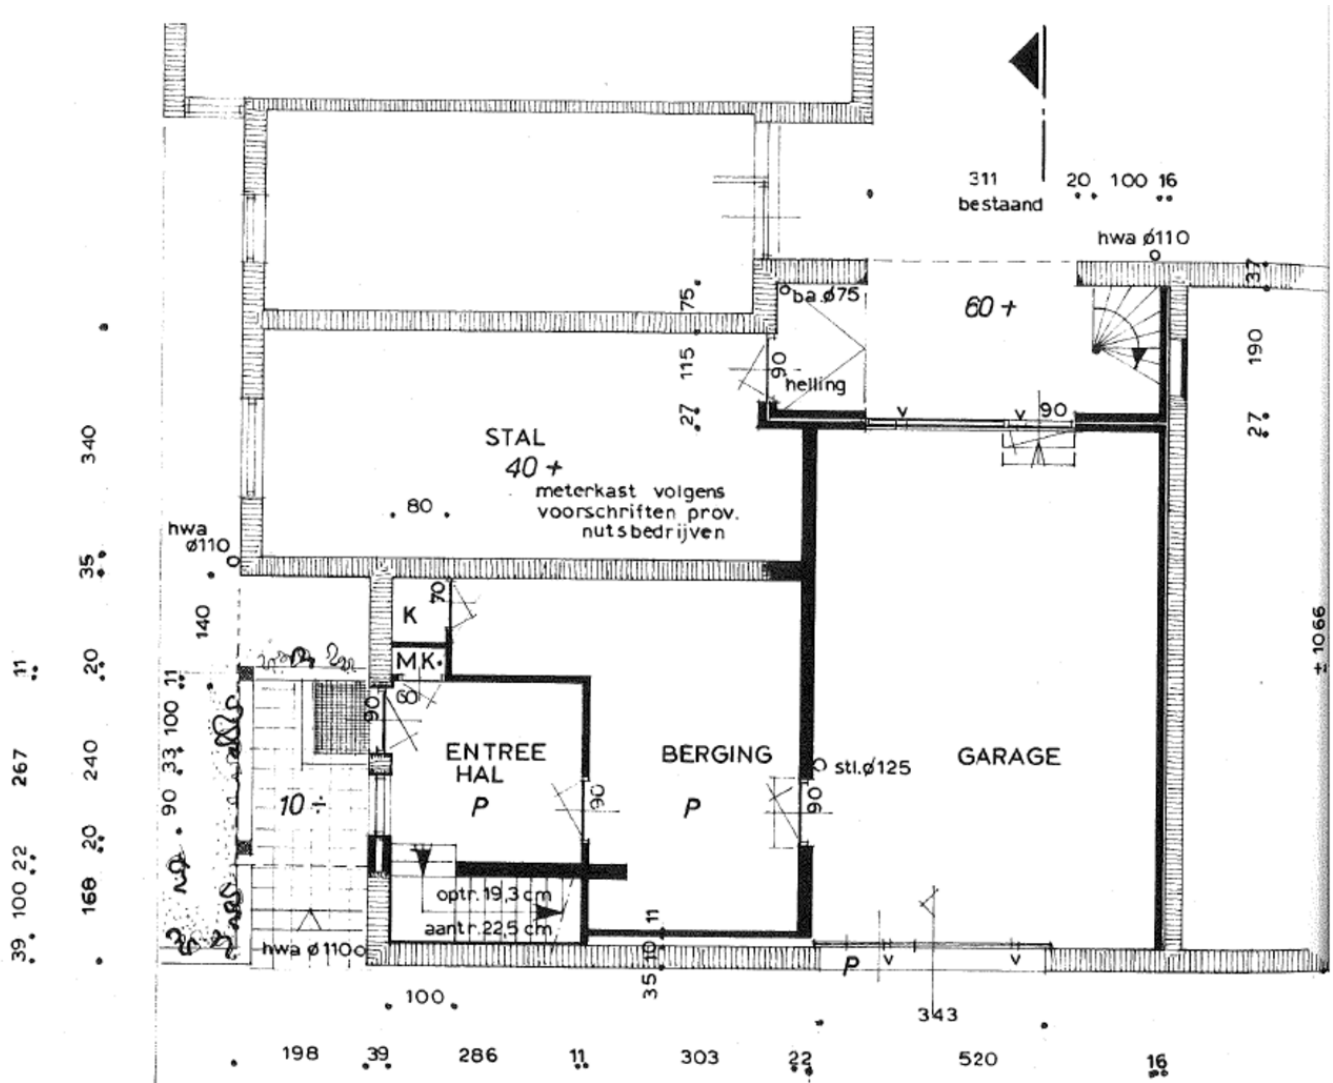 311
20 100 16
bestaand
hwa ø110
37
75
ba.ø75
60+
115
90
190
helling
27
v
v
90
27
340
STAL
40+
meterkast volgens
voorschriften prov.
nutsbedrijven
80
hwa
ø110
35
140
70
K
± 1066
11
20
11
MK.
60
90
100
267
240
33
ENTREE
HAL
P
BERGING
P
GARAGE
stl.ø125
10 ÷
90
90
90
20
22
100
168
optr. 19,3 cm
aantr. 22,5 cm
39
hwa ø110
11
10
35
P
v
v
100
343
198
39
286
11
303
22
520
16